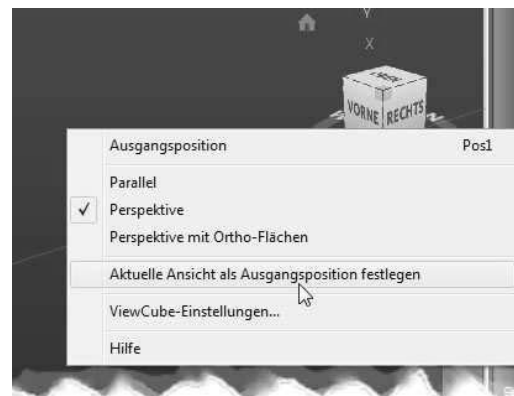 Y
X
OBEN
VORNE RECHTS
Ausgangsposition Pos1
Parallel
✓ Perspektive
Perspektive mit Ortho-Flächen
Aktuelle Ansicht als Ausgangsposition festlegen
ViewCube-Einstellungen...
Hilfe